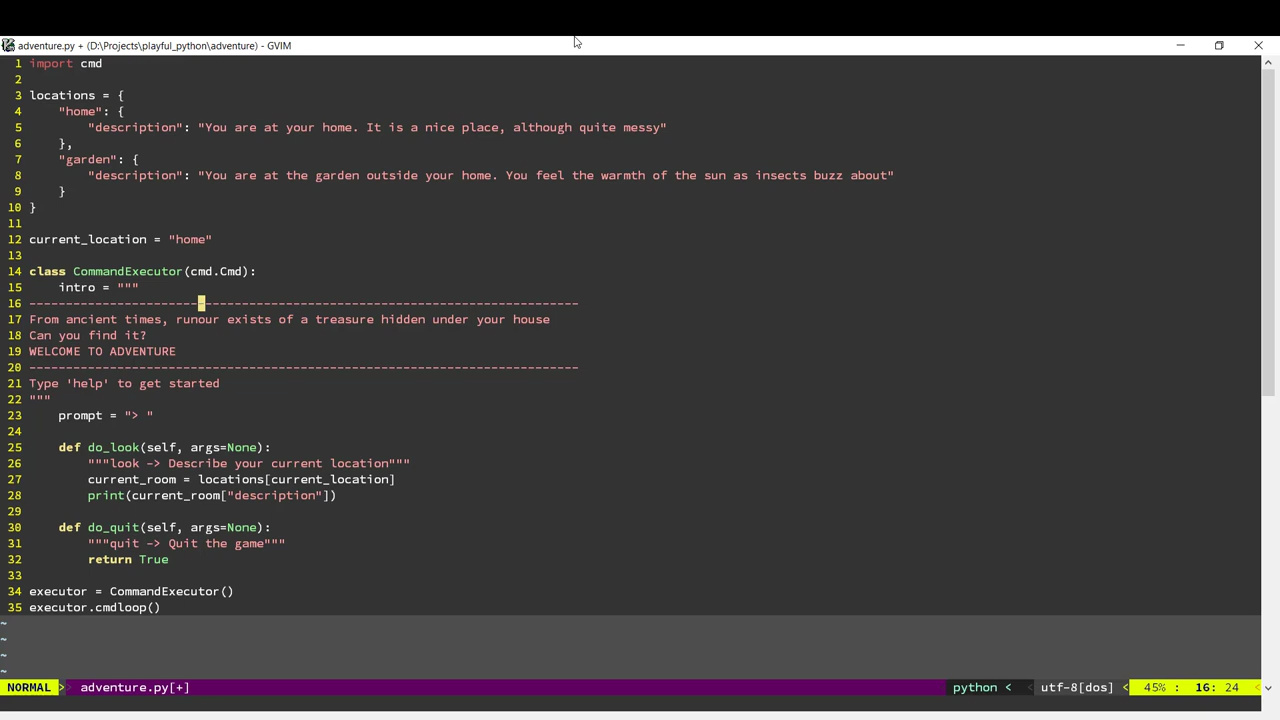 adventure.py + (D:\Projects\playful_python\adventure) - GVIM
1 import cmd
2
3 locations = {
4     "home": {
5         "description": "You are at your home. It is a nice place, although quite messy"
6     },
7     "garden": {
8         "description": "You are at the garden outside your home. You feel the warmth of the sun as insects buzz about"
9     }
10 }
11
12 current_location = "home"
13
14 class CommandExecutor(cmd.Cmd):
15     intro = """
16 ---------------------------------------------------------------------------
17 From ancient times, runour exists of a treasure hidden under your house
18 Can you find it?
19 WELCOME TO ADVENTURE
20 ---------------------------------------------------------------------------
21 Type 'help' to get started
22 """
23     prompt = "> "
24
25     def do_look(self, args=None):
26         """look -> Describe your current location"""
27         current_room = locations[current_location]
28         print(current_room["description"])
29
30     def do_quit(self, args=None):
31         """quit -> Quit the game"""
32         return True
33
34 executor = CommandExecutor()
35 executor.cmdloop()
~
~
~
~
NORMAL > adventure.py[+] python < < utf-8[dos] < 45% : 16: 24 <